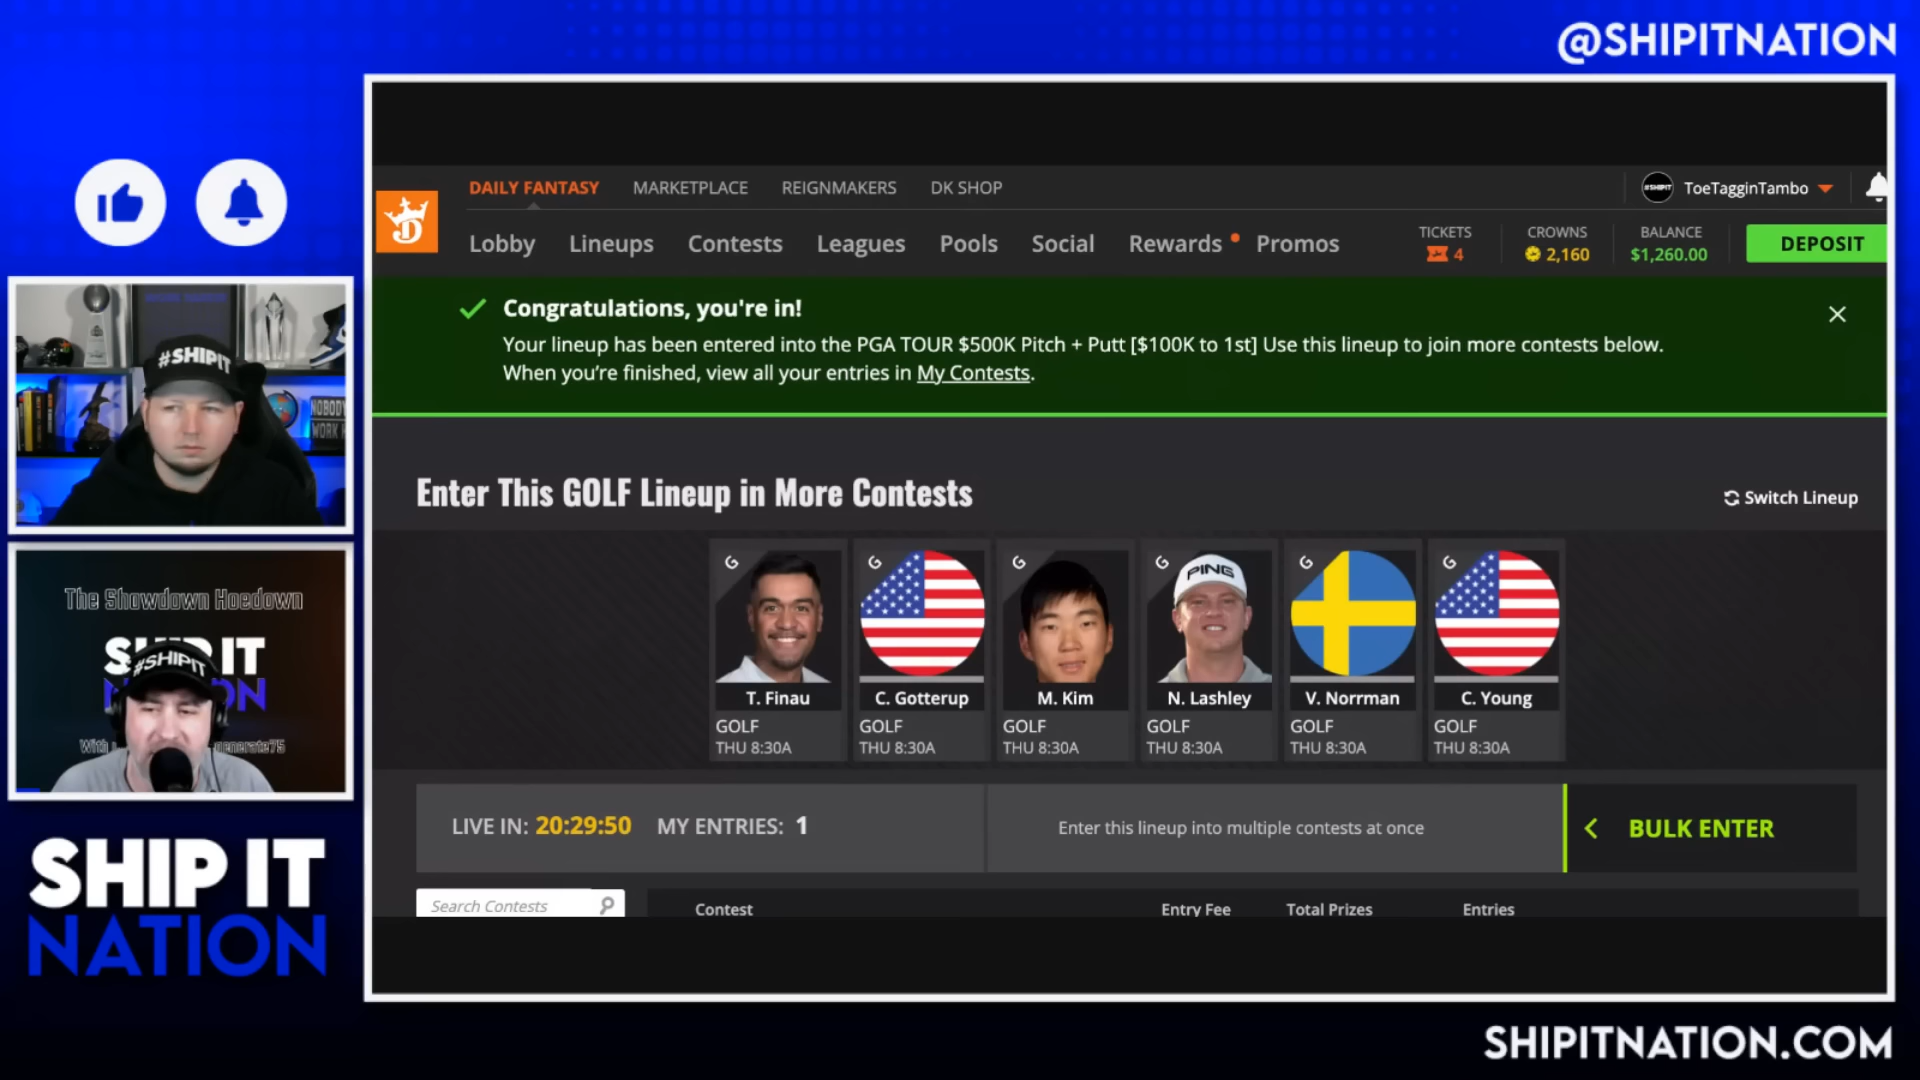 @SHIPITNATION
DAILY FANTASY MARKETPLACE REIGNMAKERS DK SHOP
#SHIPIT ToeTagginTambo
Lobby Lineups Contests Leagues Pools Social Rewards Promos
TICKETS CROWNS BALANCE
4 2,160 $1,260.00
DEPOSIT
Congratulations, you're in!
Your lineup has been entered into the PGA TOUR $500K Pitch + Putt [$100K to 1st] Use this lineup to join more contests below.
When you're finished, view all your entries in My Contests.
Enter This GOLF Lineup in More Contests
Switch Lineup
G G G G G G
PING
T. Finau C. Gotterup M. Kim N. Lashley V. Norrman C. Young
GOLF GOLF GOLF GOLF GOLF GOLF
THU 8:30A THU 8:30A THU 8:30A THU 8:30A THU 8:30A THU 8:30A
LIVE IN: 20:29:50 MY ENTRIES: 1
Enter this lineup into multiple contests at once
BULK ENTER
Search Contests
Contest Entry Fee Total Prizes Entries
#SHIPIT
NOBODY
WORK
The Showdown Hoedown
#SHIPIT
With
SHIP IT
NATION
SHIPITNATION.COM